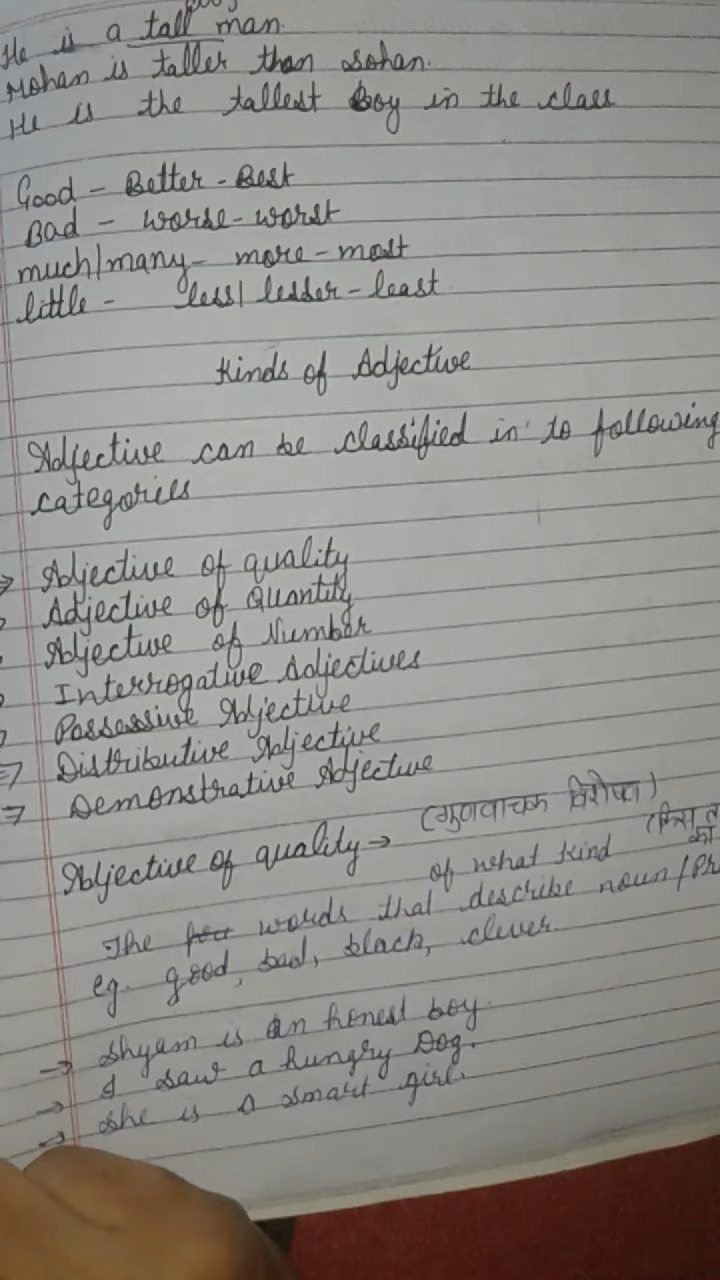 He is a tall man.
Mohan is taller than sohan.
He is the tallest boy in the class
Good - Better - Best
Bad - worse - worst
much/many - more - most
little - less/ lesser - least
Kinds of Adjective
Adjective can be classified in to following
categories
Adjective of quality
Adjective of Quantity
Adjective of Number
Interrogative Adjectives
Possessive Adjective
Distributive Adjective
Demonstrative Adjective
Adjective of quality → (गुणवाचक विशेषण)
of what kind
The words that describe noun /
eg. good, bad, black, clever.
→ Shyam is an honest boy.
→ I saw a hungry Dog.
→ She is a smart girl.